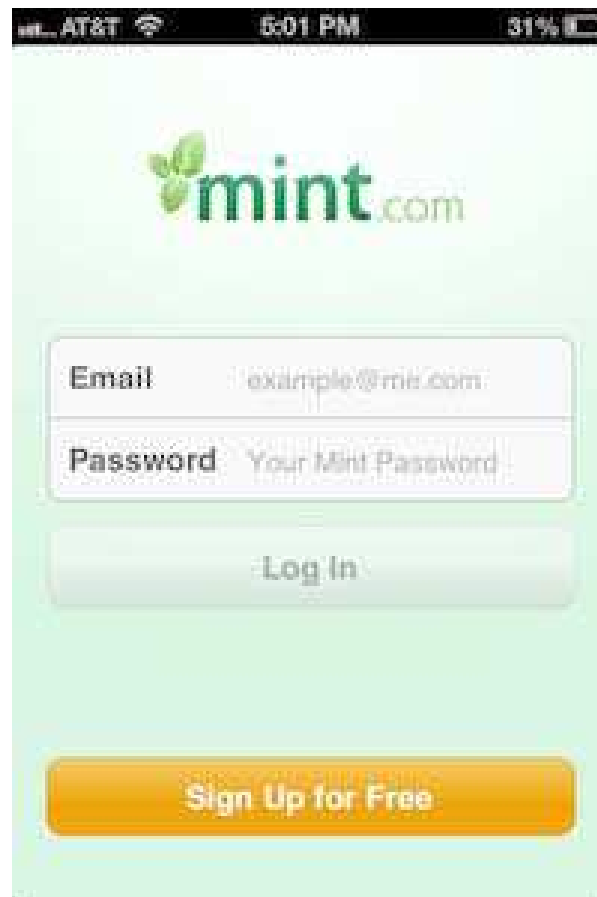 AT&T 5:01 PM 31%
mint.com
Email example@me.com
Password Your Mint Password
Log In
Sign Up for Free